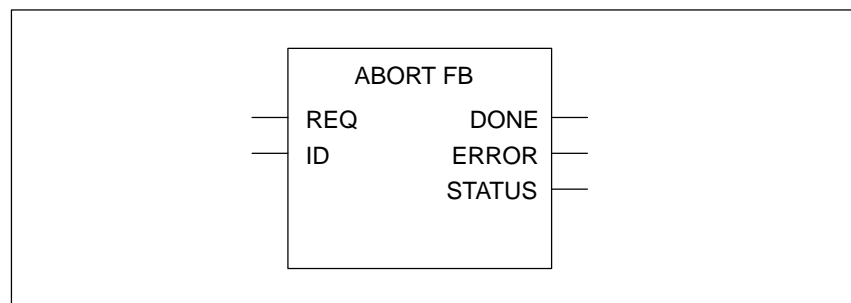 ABORT FB
REQ DONE
ID ERROR
STATUS